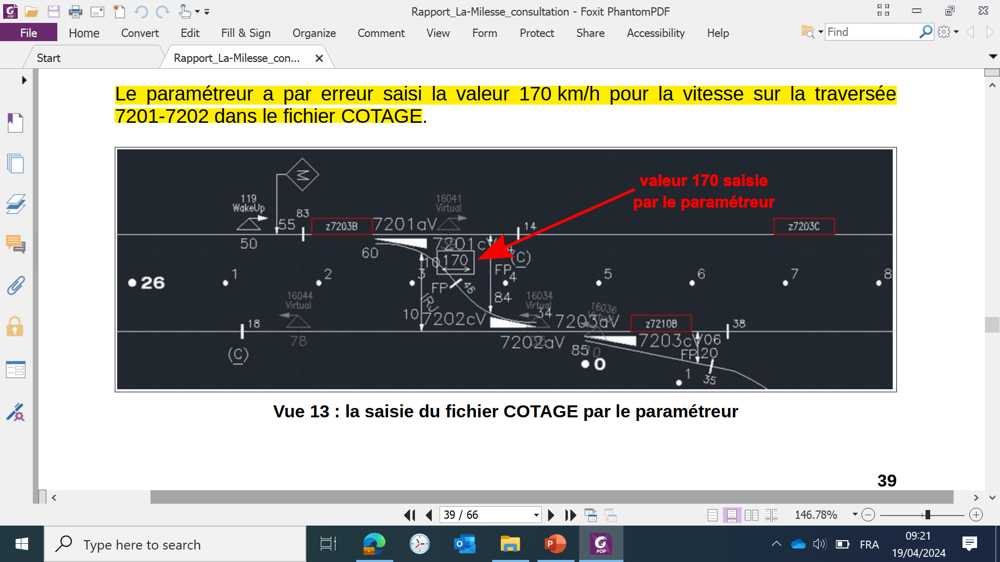 Rapport_La-Milesse_consultation - Foxit PhantomPDF
File Home Convert Edit Fill & Sign Organize Comment View Form Protect Share Accessibility Help
Find
Start
Rapport_La-Milesse_con...
Le paramétreur a par erreur saisi la valeur 170 km/h pour la vitesse sur la traversée
7201-7202 dans le fichier COTAGE.
M
valeur 170 saisie
par le paramétreur
119
WakeUp
16041
Virtual
55
83
z7203B
7201aV
14
z7203C
50
60
7201cV
170
(C)
10
FP
26
1
2
3
4
5
6
7
8
FP
46
84
16044
Virtual
IRJ
16034
Virtual
16036
10
7202cV
34
7203aV
z7210B
38
18
78
7202aV
7203cV
06
(C)
85
FP
20
0
1
35
Vue 13 : la saisie du fichier COTAGE par le paramétreur
39
39 / 66
146.78%
Type here to search
FRA
09:21
19/04/2024